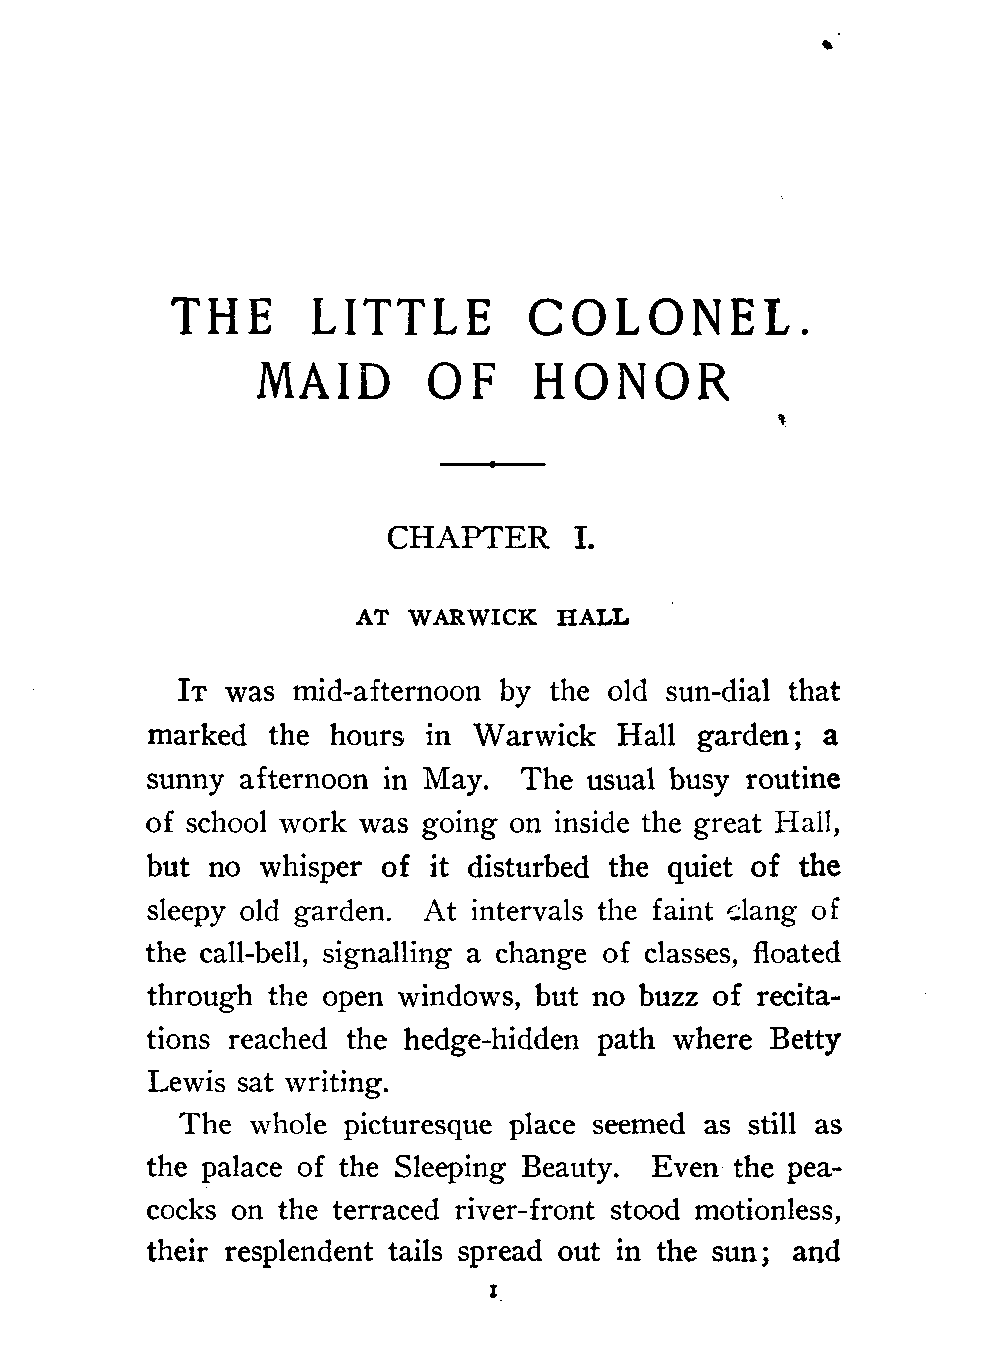 THE LITTLE COLONEL.
MAID OF HONOR
CHAPTER I.
AT WARWICK HALL
IT was mid-afternoon by the old sun-dial that
marked the hours in Warwick Hall garden; a
sunny afternoon in May. The usual busy routine
of school work was going on inside the great Hall,
but no whisper of it disturbed the quiet of the
sleepy old garden. At intervals the faint clang of
the call-bell, signalling a change of classes, floated
through the open windows, but no buzz of recita-
tions reached the hedge-hidden path where Betty
Lewis sat writing.
The whole picturesque place seemed as still as
the palace of the Sleeping Beauty. Even the pea-
cocks on the terraced river-front stood motionless,
their resplendent tails spread out in the sun; and
1